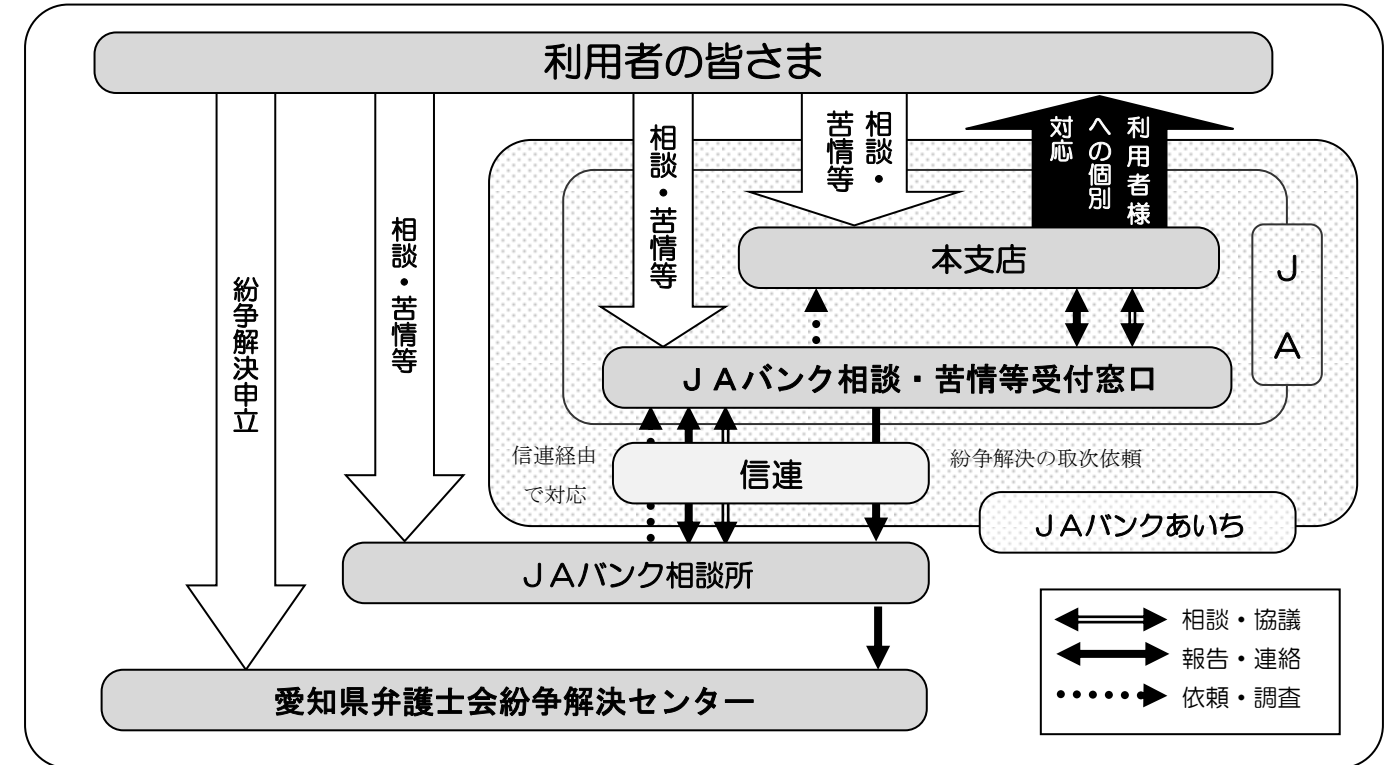 利用者の皆さま
紛争解決申立
相談・苦情等
相談・苦情等
相談・
苦情等
利用者様
への個別
対応
本支店
ＪＡ
ＪＡバンク相談・苦情等受付窓口
信連経由
で対応
信連
紛争解決の取次依頼
ＪＡバンクあいち
ＪＡバンク相談所
愛知県弁護士会紛争解決センター
相談・協議
報告・連絡
依頼・調査